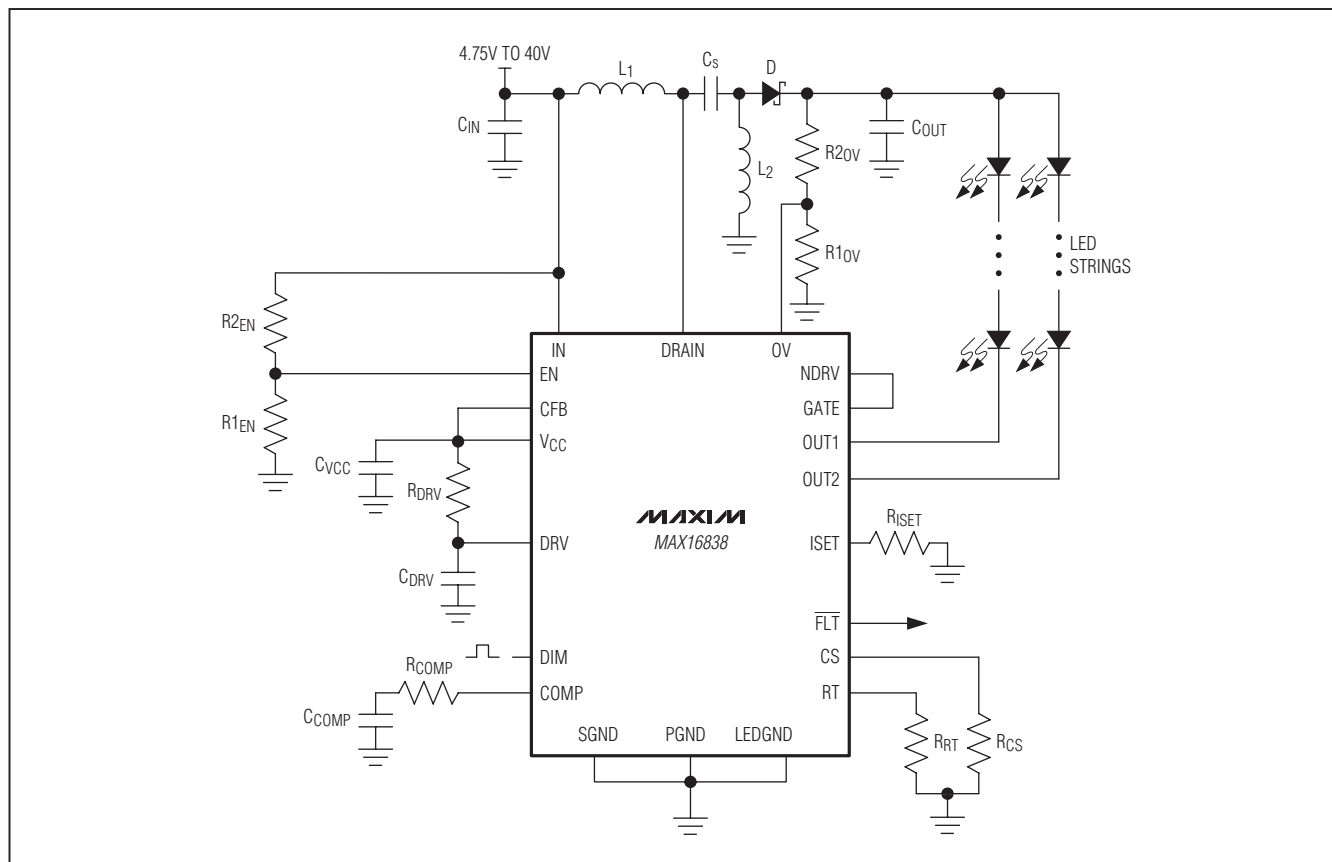 4.75V TO 40V
L1
CS
D
CIN
COUT
R2OV
L2
R1OV
LED
STRINGS
R2EN
R1EN
IN
DRAIN
OV
EN
NDRV
CFB
GATE
VCC
OUT1
CVCC
OUT2
RDRV
MAXIM
MAX16838
RISET
DRV
ISET
CDRV
FLT
DIM
CS
RCOMP
COMP
RT
CCOMP
SGND
PGND
LEDGND
RRT
RCS